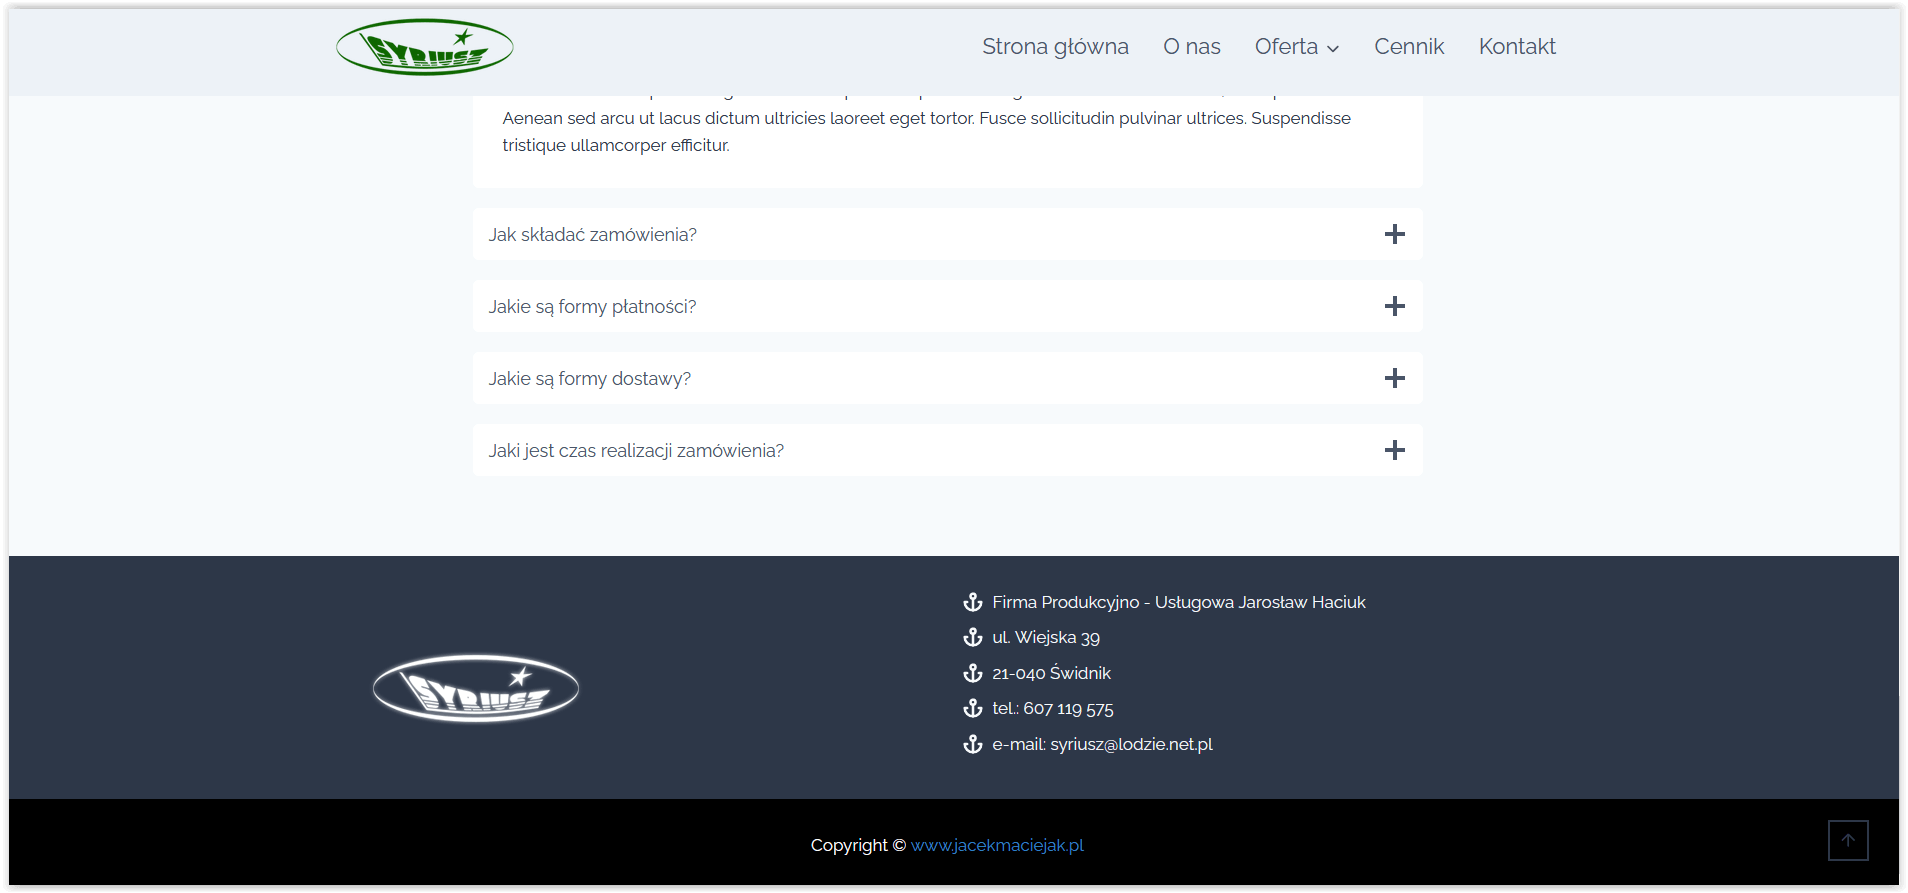 SYRIUSZ
Strona główna
O nas
Oferta
Cennik
Kontakt
Aenean sed arcu ut lacus dictum ultricies laoreet eget tortor. Fusce sollicitudin pulvinar ultrices. Suspendisse
tristique ullamcorper efficitur.
Jak składać zamówienia?
Jakie są formy płatności?
Jakie są formy dostawy?
Jaki jest czas realizacji zamówienia?
SYRIUSZ
Firma Produkcyjno - Usługowa Jarosław Haciuk
ul. Wiejska 39
21-040 Świdnik
tel.: 607 119 575
e-mail: syriusz@lodzie.net.pl
Copyright © www.jacekmaciejak.pl